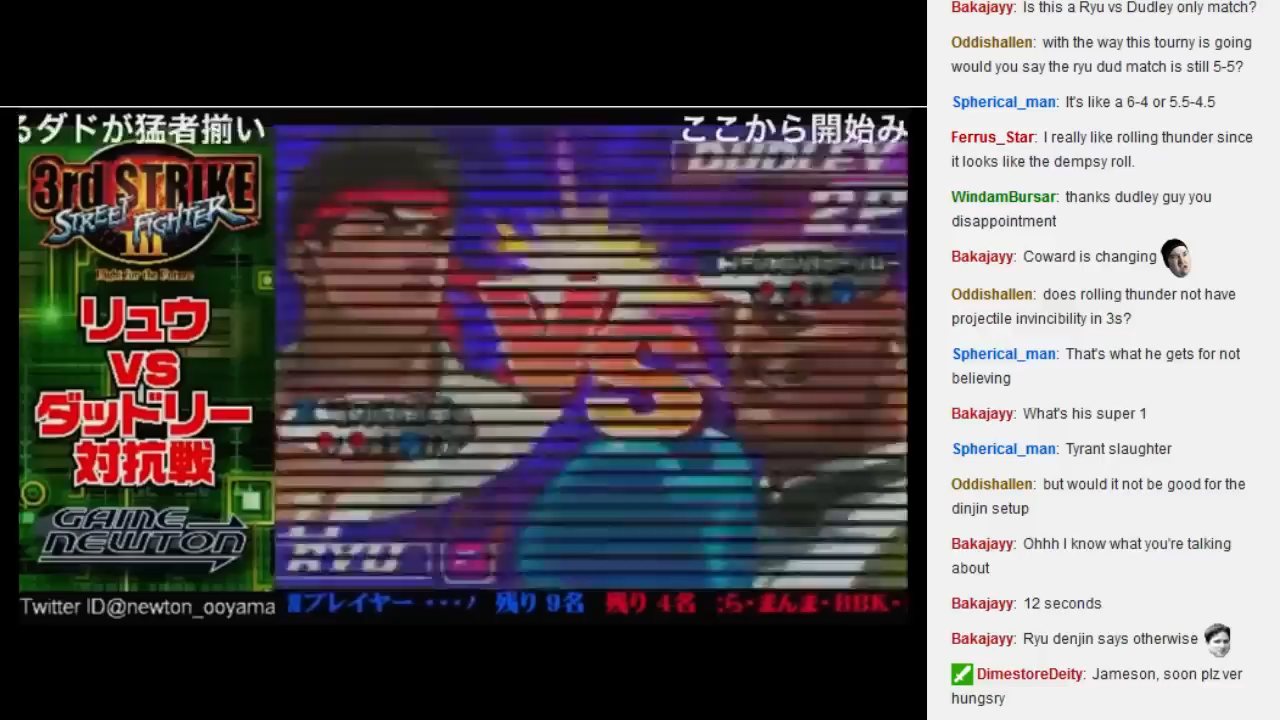 るダドが猛者揃い
ここから開始み
3rd STRIKE
STREET FIGHTER
III
Fight for the Future
リュウ
VS
ダッドリー
対抗戦
GAME
NEWTON
Twitter ID@newton_ooyama
DUDLEY
2P
VS
RYU
プレイヤー ・・・
残り 9名
残り 4名
ら・まんま・BBK・
Bakajayy: Is this a Ryu vs Dudley only match?
Oddishallen: with the way this tourny is going
would you say the ryu dud match is still 5-5?
Spherical_man: It's like a 6-4 or 5.5-4.5
Ferrus_Star: I really like rolling thunder since
it looks like the dempsy roll.
WindamBursar: thanks dudley guy you
disappointment
Bakajayy: Coward is changing
Oddishallen: does rolling thunder not have
projectile invincibility in 3s?
Spherical_man: That's what he gets for not
believing
Bakajayy: What's his super 1
Spherical_man: Tyrant slaughter
Oddishallen: but would it not be good for the
dinjin setup
Bakajayy: Ohhh I know what you're talking
about
Bakajayy: 12 seconds
Bakajayy: Ryu denjin says otherwise
DimestoreDeity: Jameson, soon plz ver
hungsry